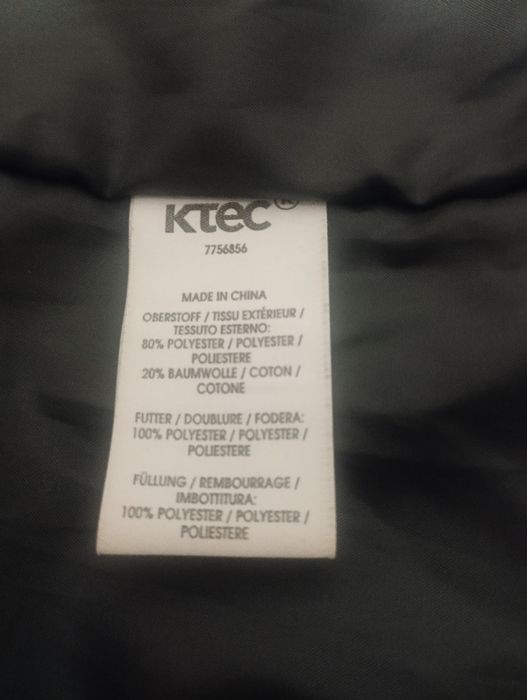 KTEC®
7756856
MADE IN CHINA
OBERSTOFF / TISSU EXTÉRIEUR /
TESSUTO ESTERNO:
80% POLYESTER / POLYESTER /
POLIESTERE
20% BAUMWOLLE / COTON /
COTONE
FUTTER / DOUBLURE / FODERA:
100% POLYESTER / POLYESTER /
POLIESTERE
FÜLLUNG / REMBOURRAGE /
IMBOTTITURA:
100% POLYESTER / POLYESTER /
POLIESTERE